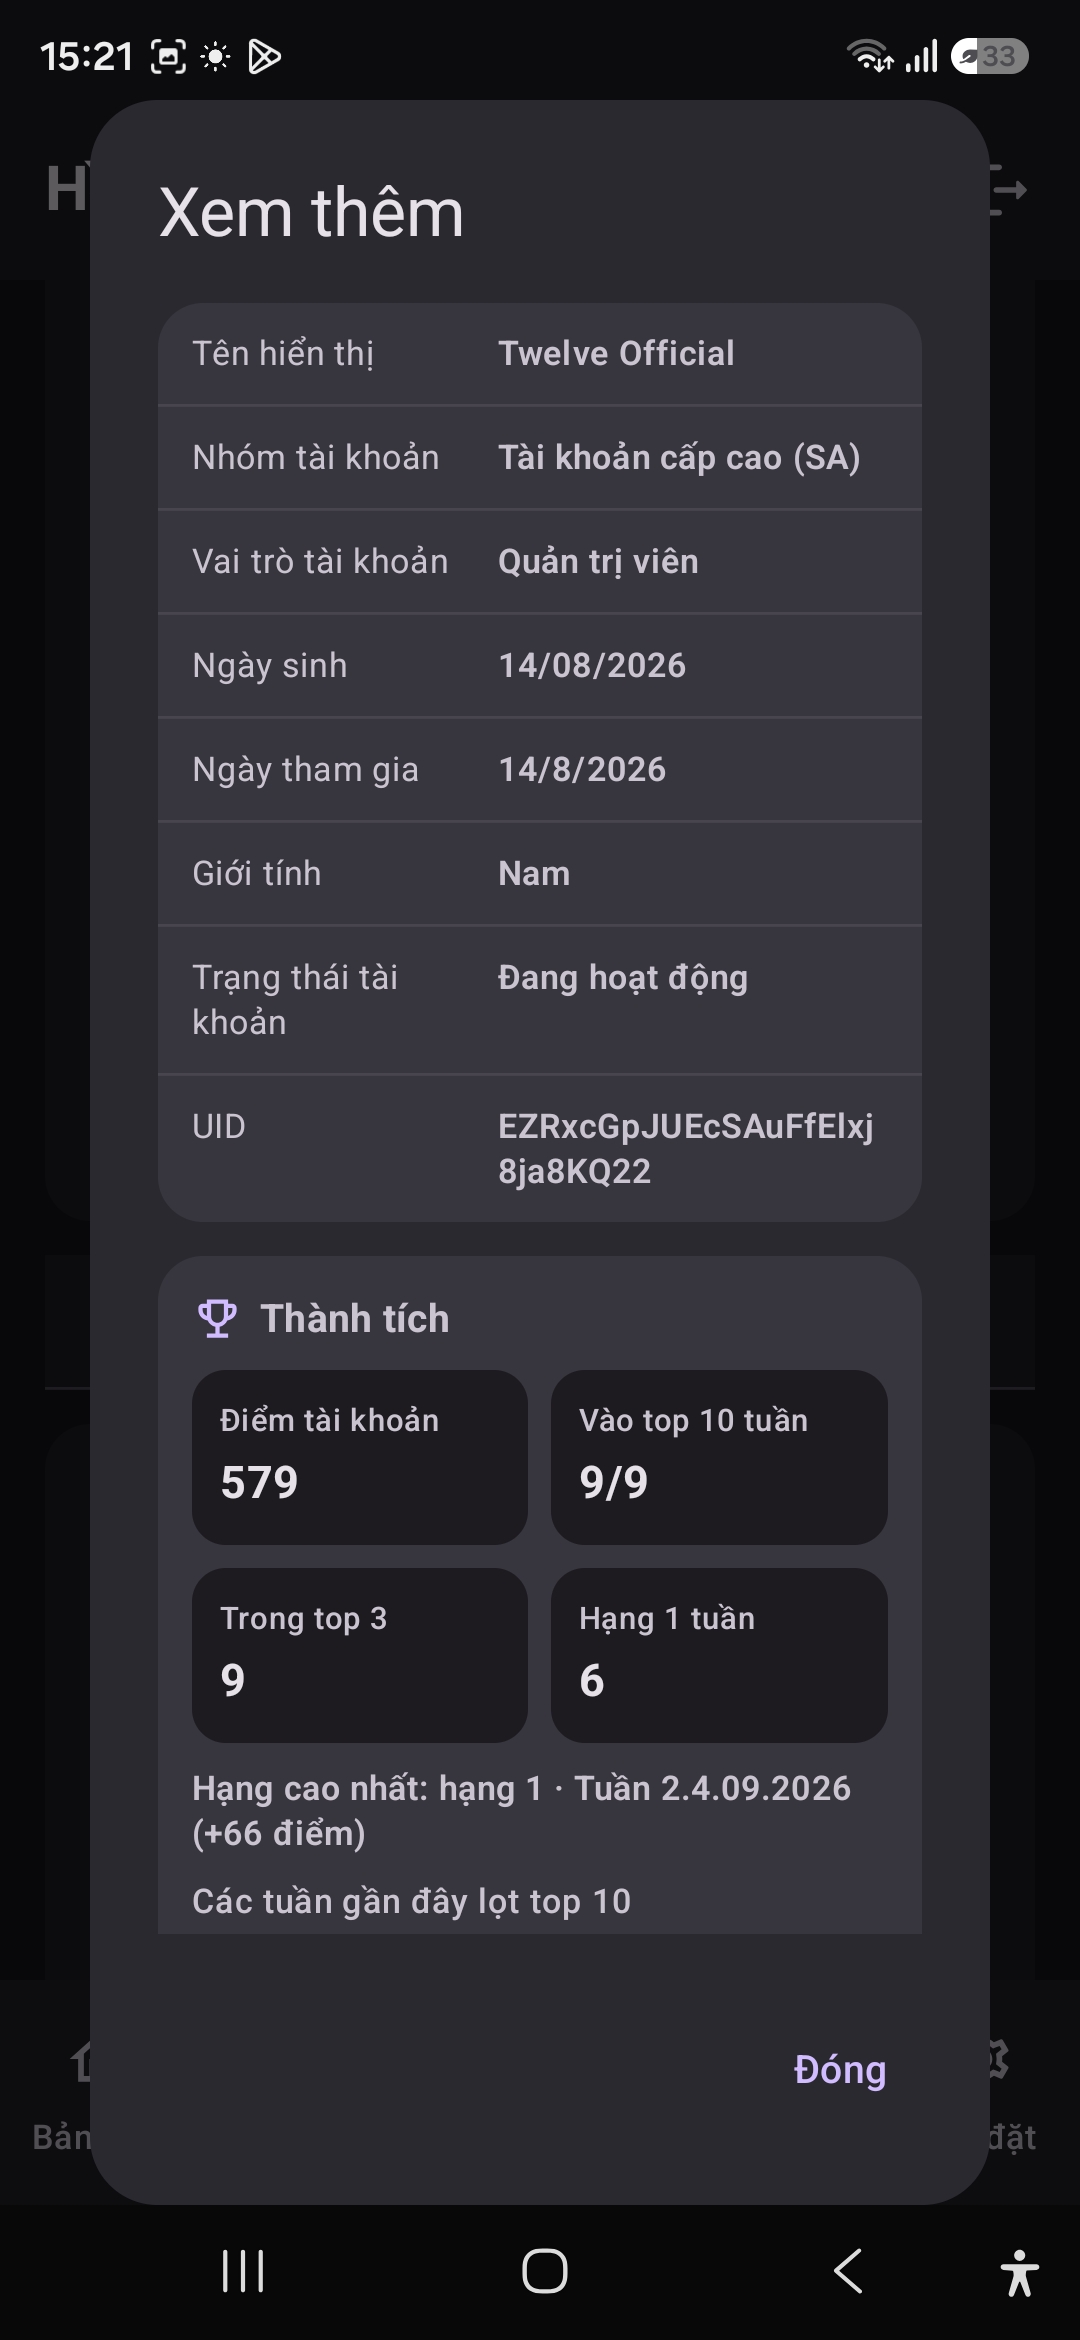 15:21
33
H
Xem thêm
Tên hiển thị Twelve Official
Nhóm tài khoản Tài khoản cấp cao (SA)
Vai trò tài khoản Quản trị viên
Ngày sinh 14/08/2026
Ngày tham gia 14/8/2026
Giới tính Nam
Trạng thái tài Đang hoạt động
khoản
UID EZRxcGpJUEcSAuFfElxj
8ja8KQ22
Thành tích
Điểm tài khoản Vào top 10 tuần
579 9/9
Trong top 3 Hạng 1 tuần
9 6
Hạng cao nhất: hạng 1 · Tuần 2.4.09.2026
(+66 điểm)
Các tuần gần đây lọt top 10
Đóng
Bản đặt